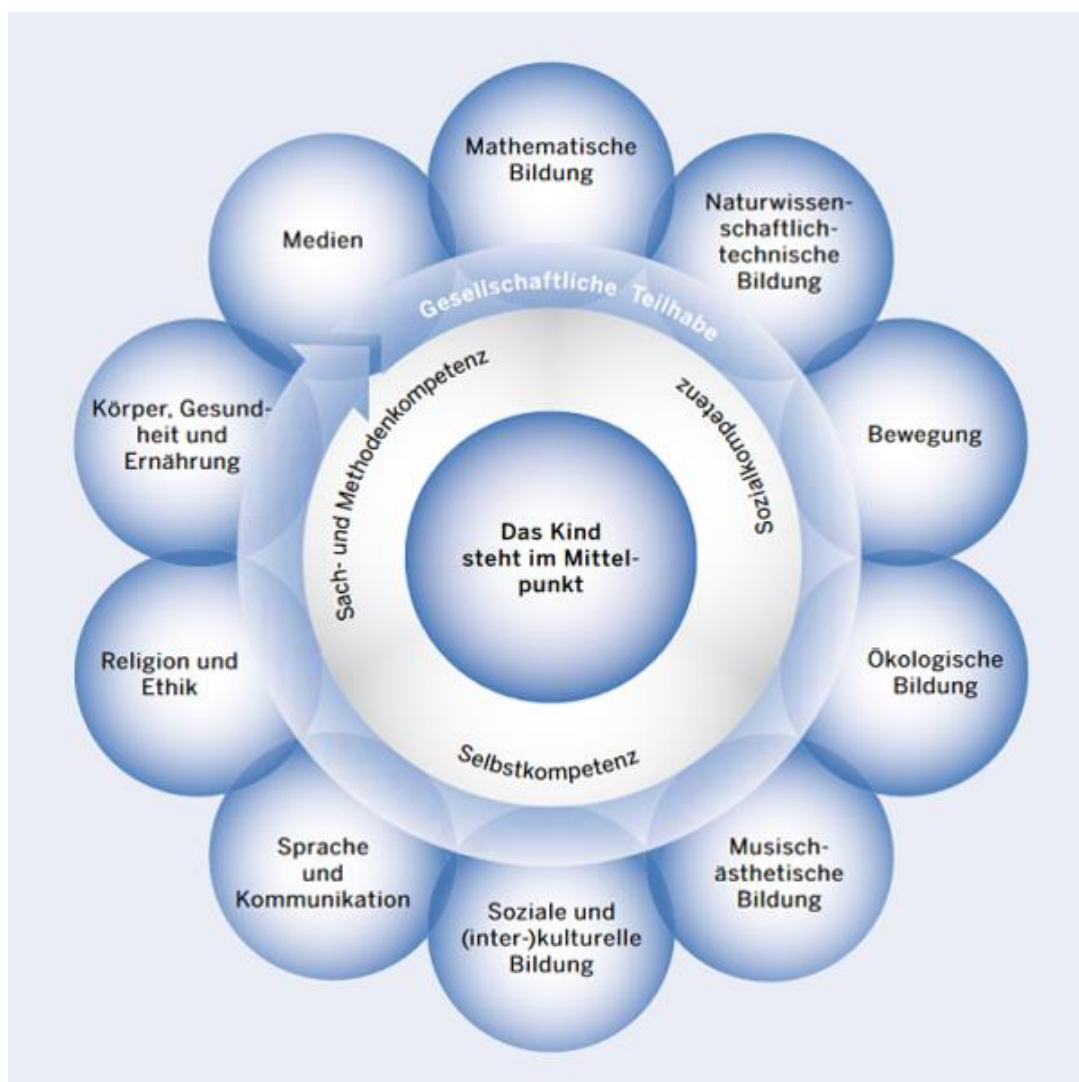 Mathematische
Bildung
Naturwissen-
schaftlich-
technische
Bildung
Bewegung
Ökologische
Bildung
Musisch-
ästhetische
Bildung
Soziale und
(inter-)kulturelle
Bildung
Sprache
und
Kommunikation
Religion und
Ethik
Körper, Gesund-
heit und
Ernährung
Medien
Gesellschaftliche Teilhabe
Sach- und Methodenkompetenz
Sozialkompetenz
Selbstkompetenz
Das Kind
steht im Mittel-
punkt